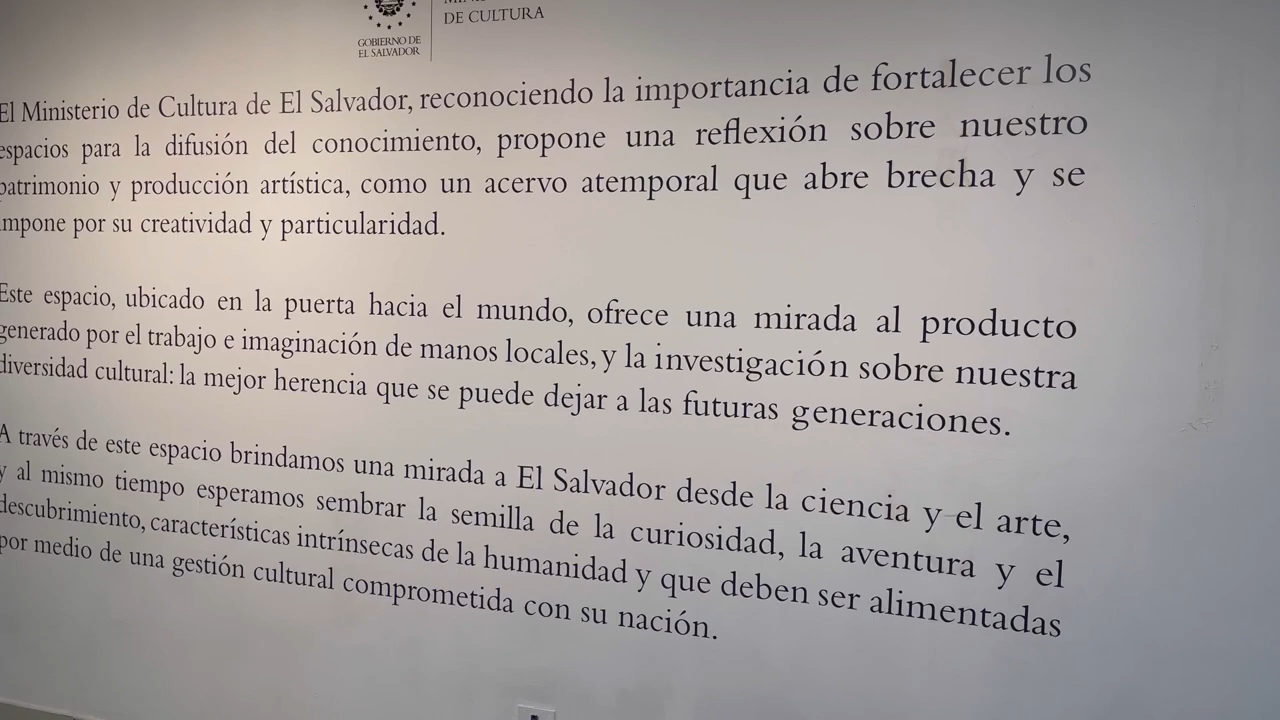 DE CULTURA
GOBIERNO DE
EL SALVADOR
El Ministerio de Cultura de El Salvador, reconociendo la importancia de fortalecer los
espacios para la difusión del conocimiento, propone una reflexión sobre nuestro
patrimonio y producción artística, como un acervo atemporal que abre brecha y se
impone por su creatividad y particularidad.
Este espacio, ubicado en la puerta hacia el mundo, ofrece una mirada al producto
generado por el trabajo e imaginación de manos locales, y la investigación sobre nuestra
diversidad cultural: la mejor herencia que se puede dejar a las futuras generaciones.
A través de este espacio brindamos una mirada a El Salvador desde la ciencia y el arte,
y al mismo tiempo esperamos sembrar la semilla de la curiosidad, la aventura y el
descubrimiento, características intrínsecas de la humanidad y que deben ser alimentadas
por medio de una gestión cultural comprometida con su nación.